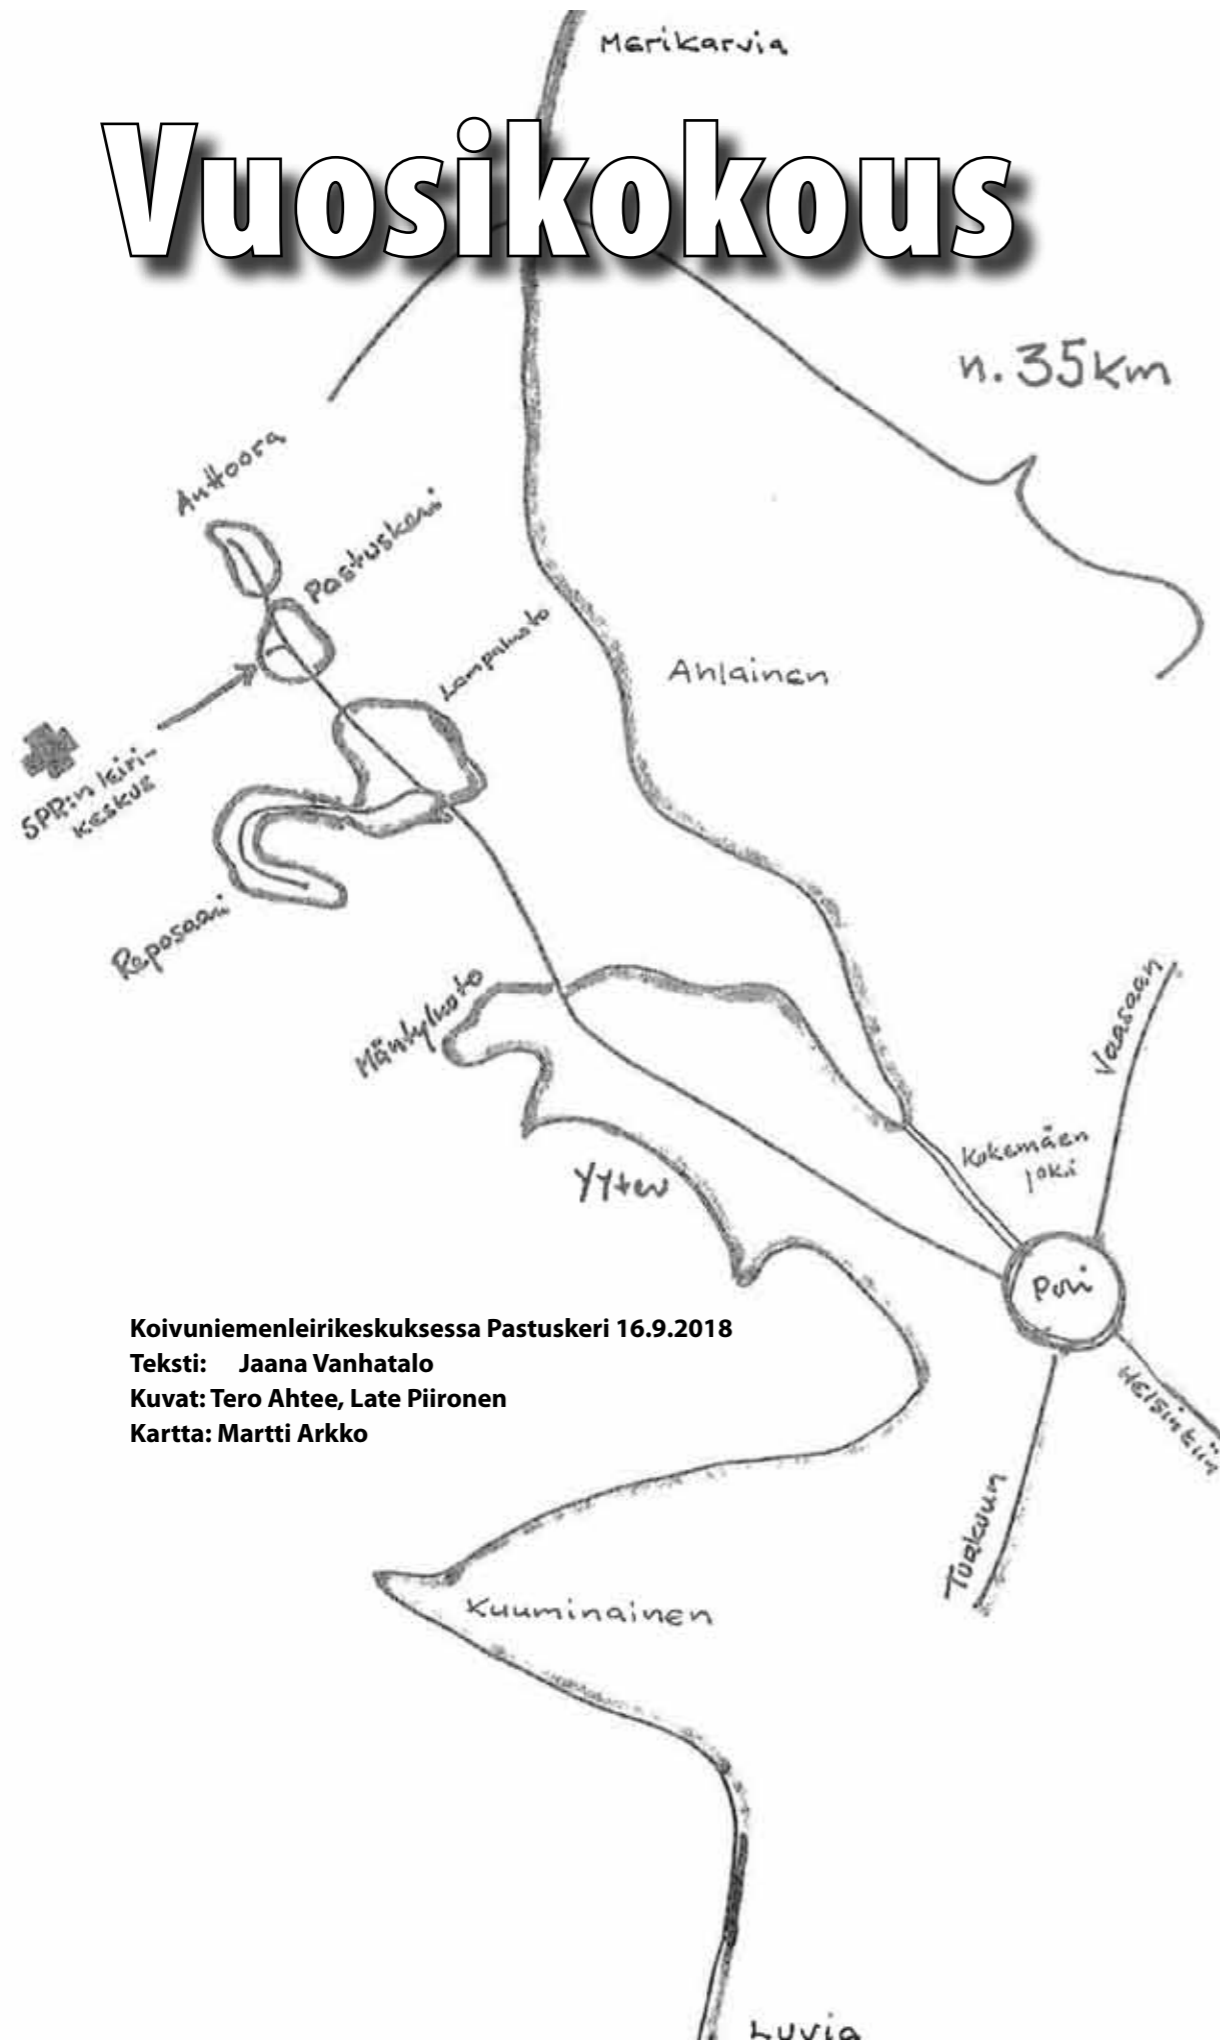 Merikarvia
Vuosikokous
n. 35km
Anttoora
Pastuskeri
Lampaluoto
Ahlainen
SPR:n leiri-
keskus
Reposaari
Mäntyluoto
Vaasaan
Kokemäen
joki
Yyteri
Pori
Koivuniemenleirikeskuksessa Pastuskeri 16.9.2018
Teksti: Jaana Vanhatalo
Kuvat: Tero Ahtee, Late Piironen
Kartta: Martti Arkko
Helsinkiin
Turkuun
Kuuminainen
Luvia